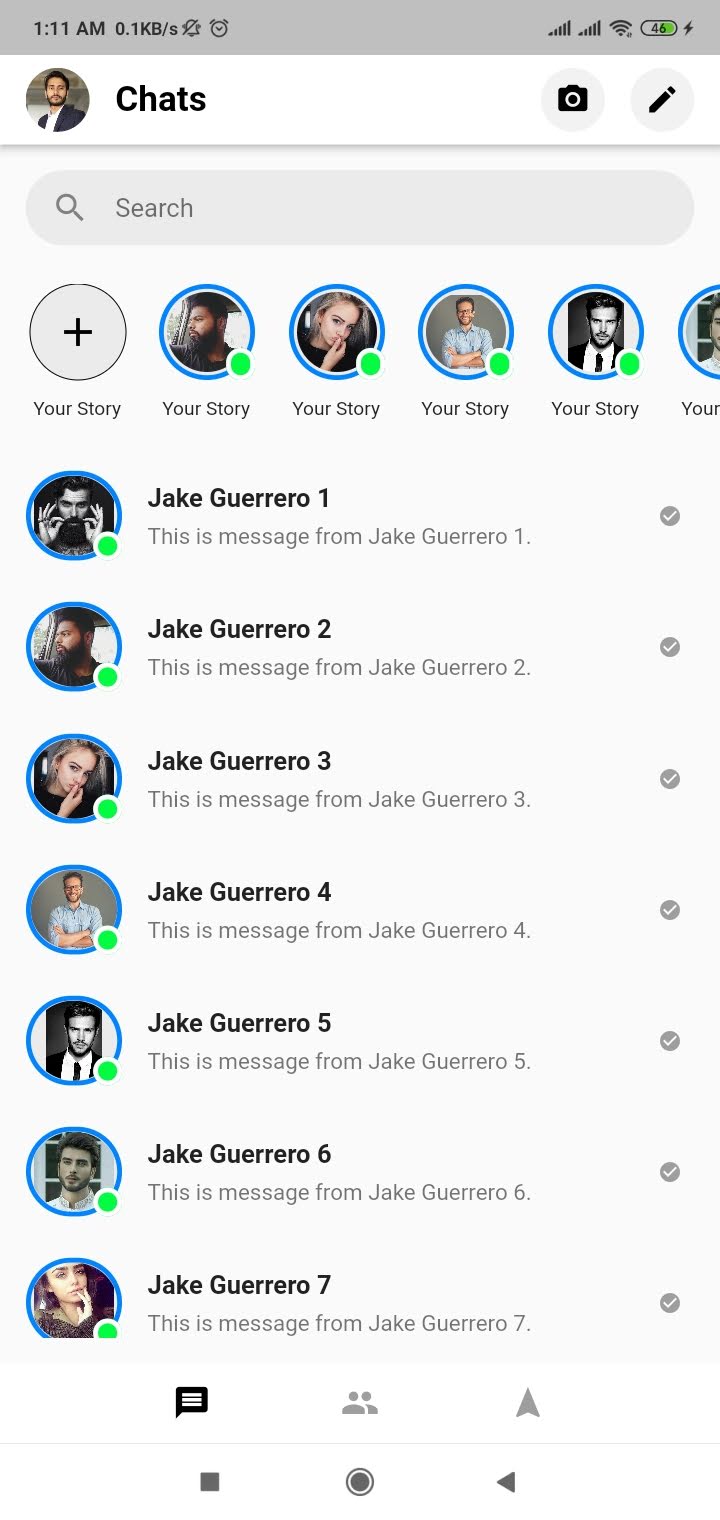 1:11 AM 0.1KB/s 46
Chats
Search
Your Story Your Story Your Story Your Story Your Story Your
Jake Guerrero 1
This is message from Jake Guerrero 1.
Jake Guerrero 2
This is message from Jake Guerrero 2.
Jake Guerrero 3
This is message from Jake Guerrero 3.
Jake Guerrero 4
This is message from Jake Guerrero 4.
Jake Guerrero 5
This is message from Jake Guerrero 5.
Jake Guerrero 6
This is message from Jake Guerrero 6.
Jake Guerrero 7
This is message from Jake Guerrero 7.